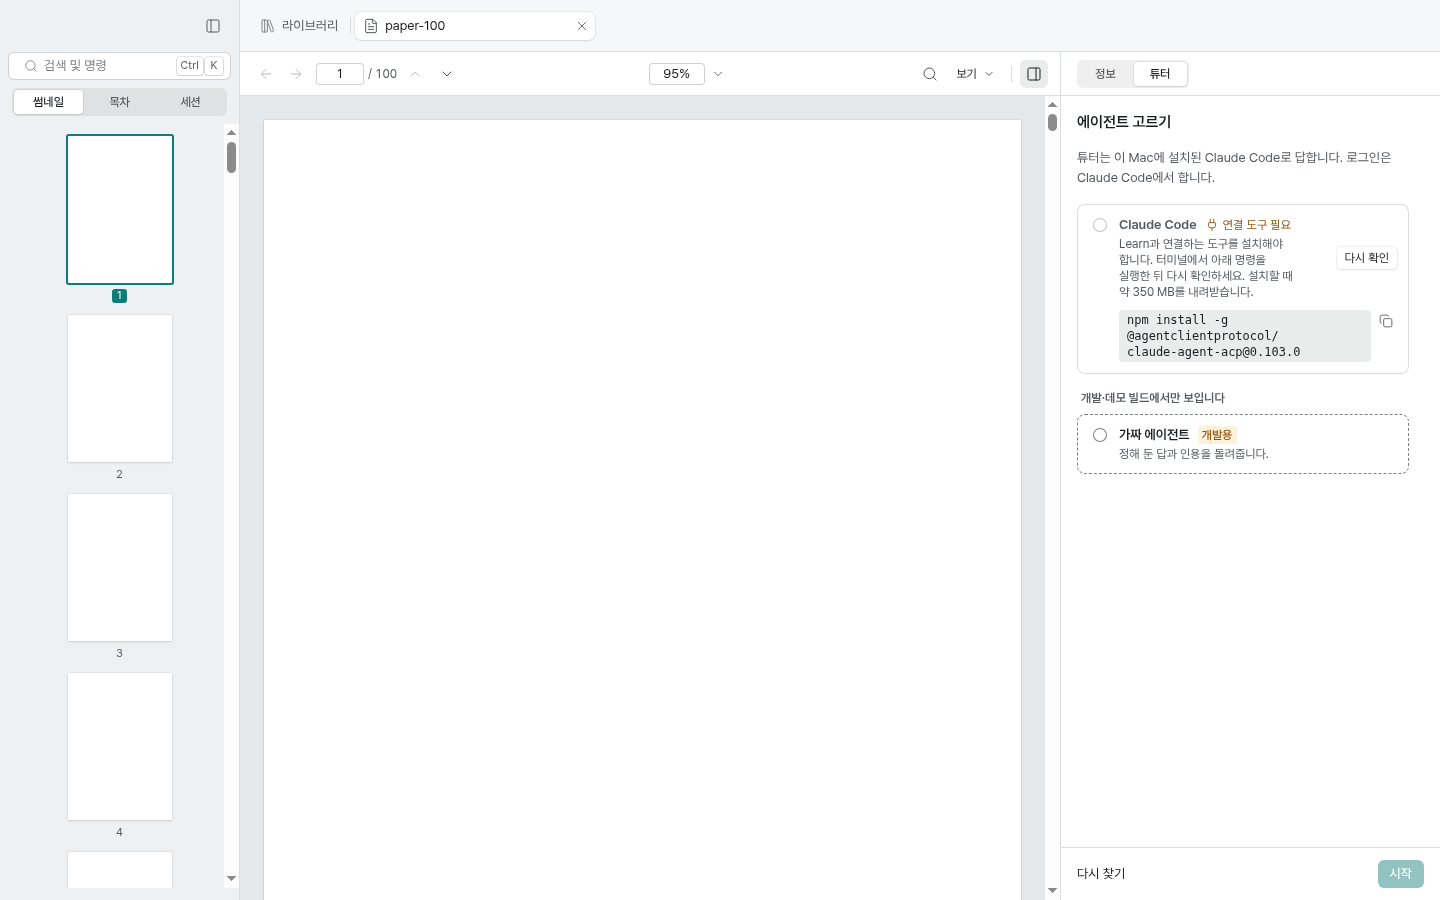 라이브러리
paper-100
검색 및 명령 Ctrl K
썸네일 목차 세션
1
2
3
4
1 / 100
95%
보기
정보 튜터
에이전트 고르기
튜터는 이 Mac에 설치된 Claude Code로 답합니다. 로그인은
Claude Code에서 합니다.
Claude Code 연결 도구 필요
Learn과 연결하는 도구를 설치해야
합니다. 터미널에서 아래 명령을
실행한 뒤 다시 확인하세요. 설치할 때
약 350 MB를 내려받습니다.
다시 확인
npm install -g
@agentclientprotocol/
claude-agent-acp@0.103.0
개발·데모 빌드에서만 보입니다
가짜 에이전트 개발용
정해 둔 답과 인용을 돌려줍니다.
다시 찾기
시작